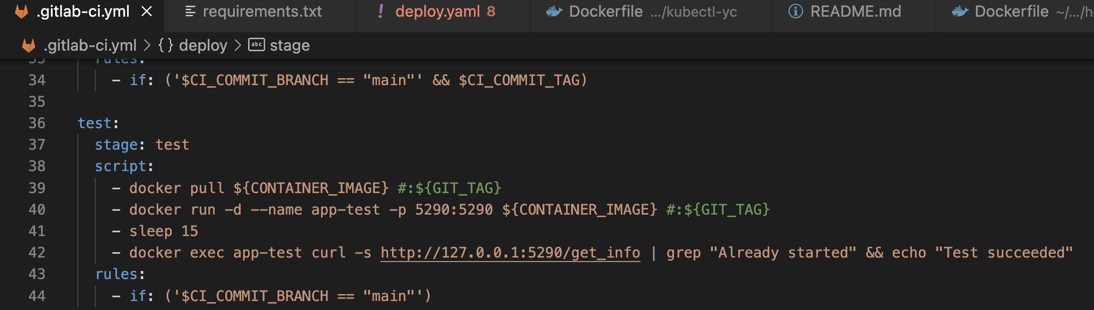 .gitlab-ci.yml requirements.txt deploy.yaml 8 Dockerfile .../kubectl-yc README.md Dockerfile ~/.../h
.gitlab-ci.yml > {} deploy > abc stage
33 rules:
34 - if: ('$CI_COMMIT_BRANCH == "main"' && $CI_COMMIT_TAG)
35
36 test:
37 stage: test
38 script:
39 - docker pull ${CONTAINER_IMAGE} #:${GIT_TAG}
40 - docker run -d --name app-test -p 5290:5290 ${CONTAINER_IMAGE} #:${GIT_TAG}
41 - sleep 15
42 - docker exec app-test curl -s http://127.0.0.1:5290/get_info | grep "Already started" && echo "Test succeeded"
43 rules:
44 - if: ('$CI_COMMIT_BRANCH == "main"')